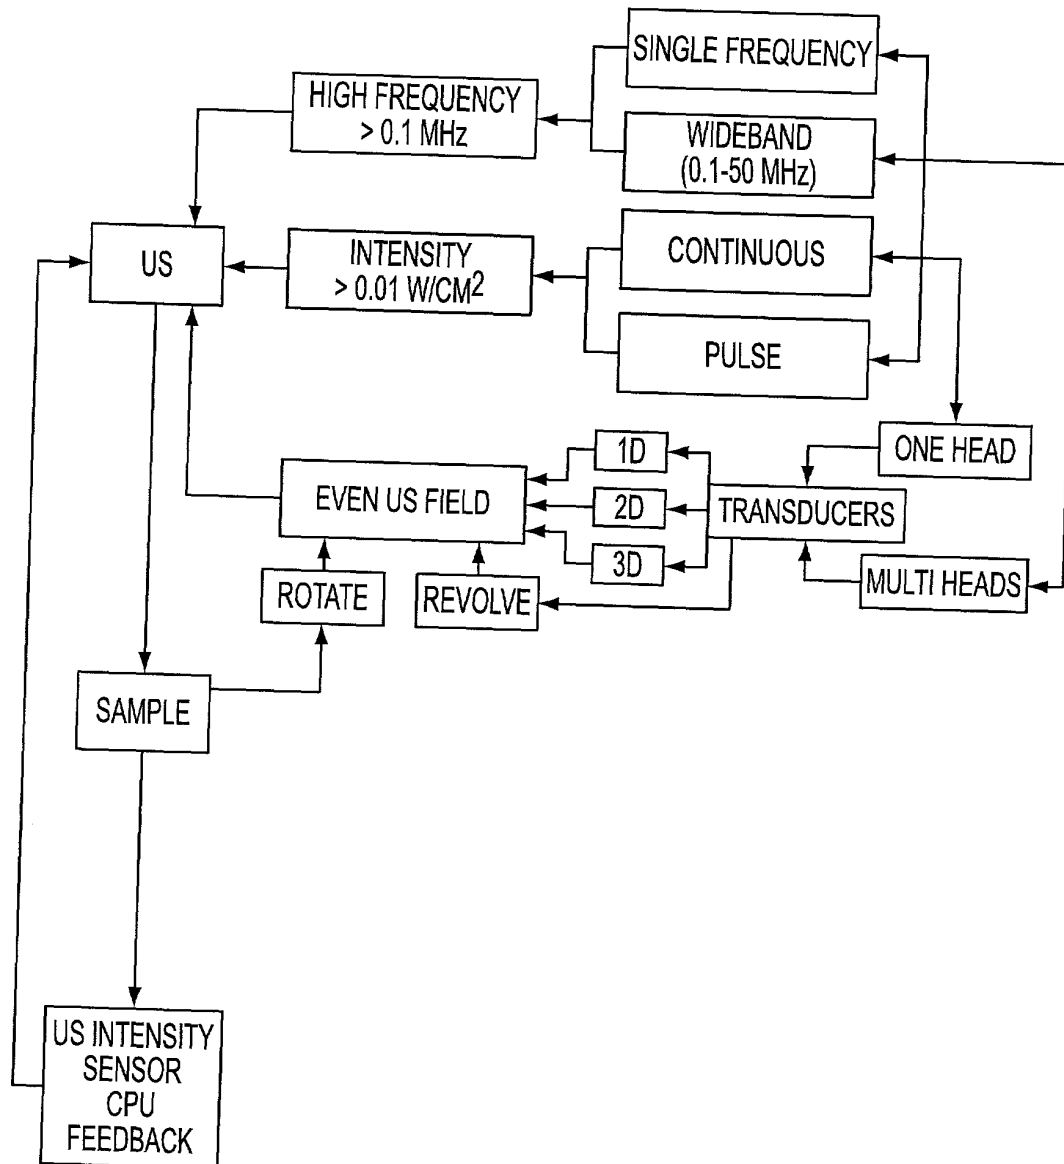 SINGLE FREQUENCY
HIGH FREQUENCY
> 0.1 MHz
WIDEBAND
(0.1-50 MHz)
US
INTENSITY
> 0.01 W/CM²
CONTINUOUS
PULSE
ONE HEAD
1D
EVEN US FIELD
2D
TRANSDUCERS
3D
MULTI HEADS
ROTATE
REVOLVE
SAMPLE
US INTENSITY
SENSOR
CPU
FEEDBACK